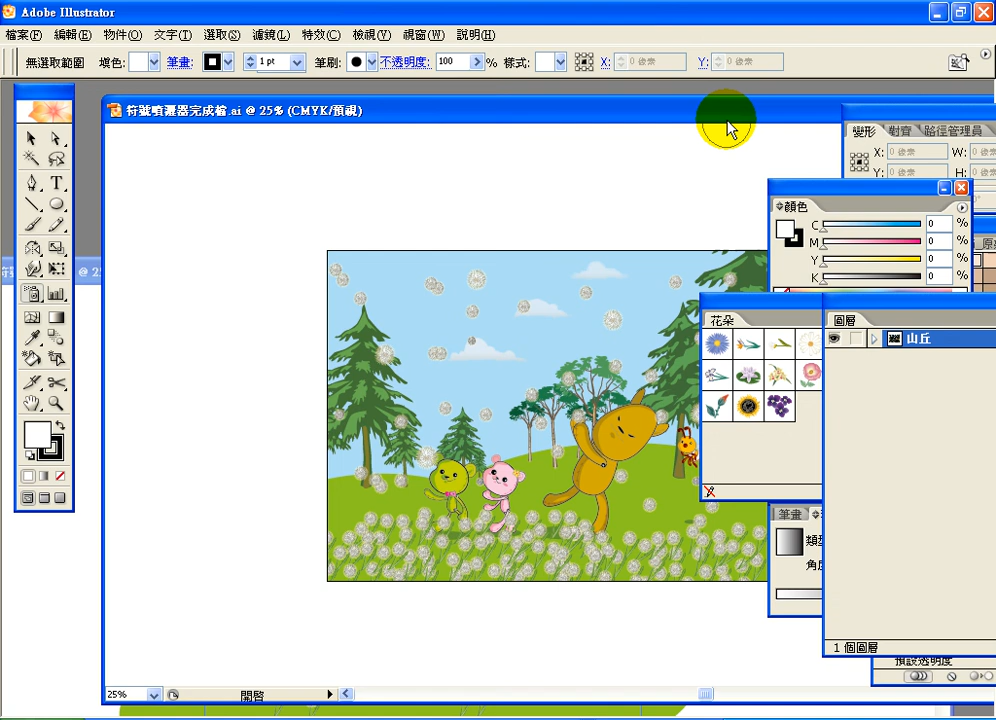 Adobe Illustrator
檔案(F) 編輯(E) 物件(O) 文字(T) 選取(S) 濾鏡(L) 特效(C) 檢視(V) 視窗(W) 說明(H)
無選取範圍 填色: 筆畫: 1 pt 筆刷: 不透明度: 100 % 樣式: X: 0 像素 Y: 0 像素
符號噴灑器完成檔.ai @ 25% (CMYK/預視)
變形 對齊 路徑管理員
X: 0 像素 W: 0 像素
Y: 0 像素 H: 0 像素
顏色
C 0 %
M 0 %
Y 0 %
K 0 %
花朵
圖層
山丘
筆畫
角度
1 個圖層
預設透明度
25% 開啓